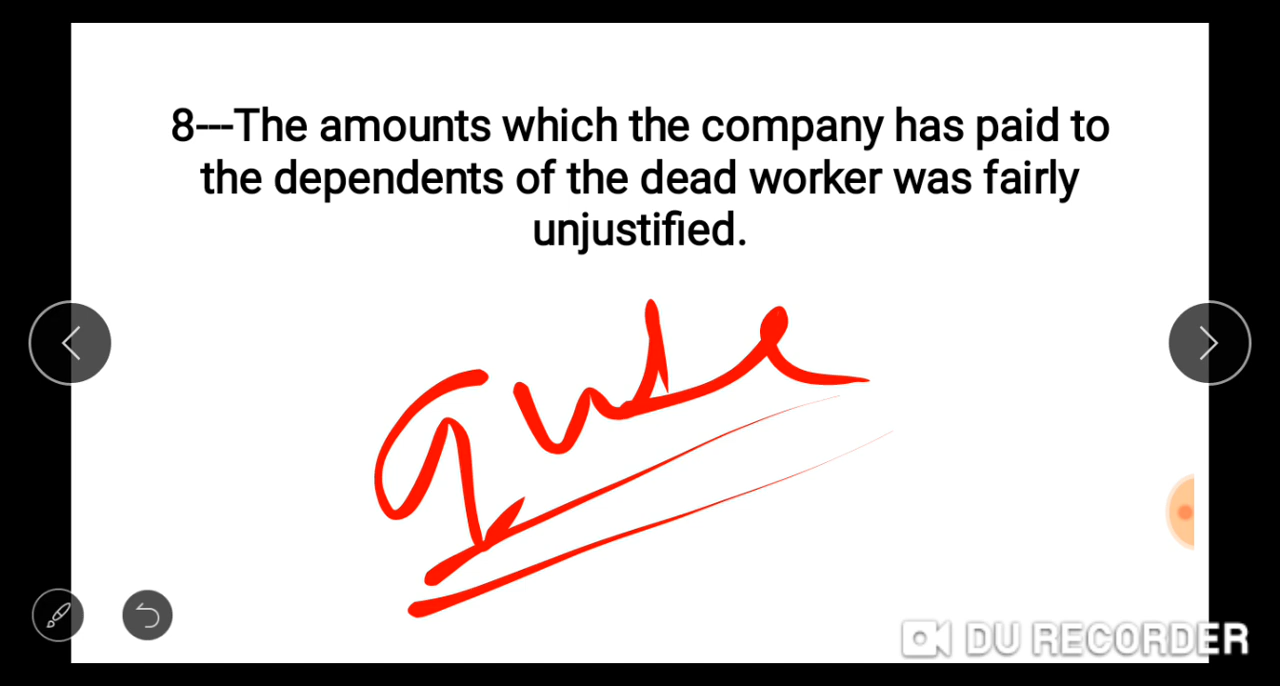 8---The amounts which the company has paid to
the dependents of the dead worker was fairly
unjustified.
quite
DU RECORDER